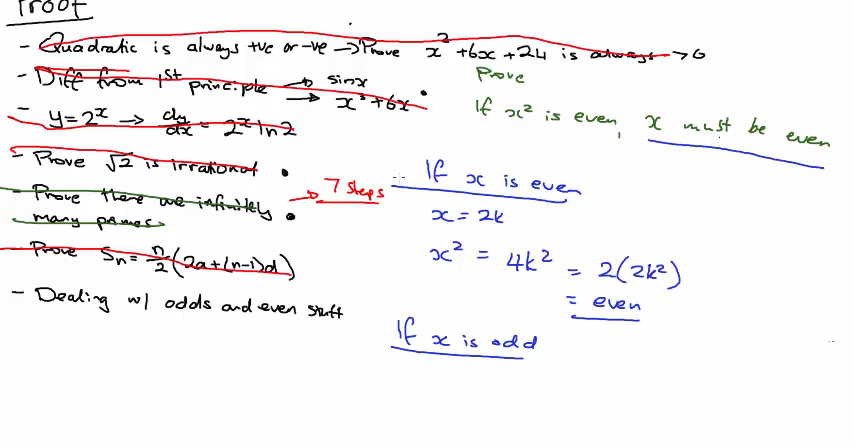 Proof
- Quadratic is always +ve or -ve → Prove x² + 6x + 24 is always > 0
- Diff from 1st principle → sinx
→ x³ + 6x
- y = 2ˣ → dy/dx = 2ˣ ln 2
- Prove √2 is irrational
- Prove there are infinitely
many primes
→ 7 Steps
- Prove Sn = n/2 (2a + (n-1)d)
- Dealing w/ odds and even stuff
Prove
If x² is even, x must be even
If x is even
x = 2k
x² = 4k² = 2(2k²)
= even
If x is odd